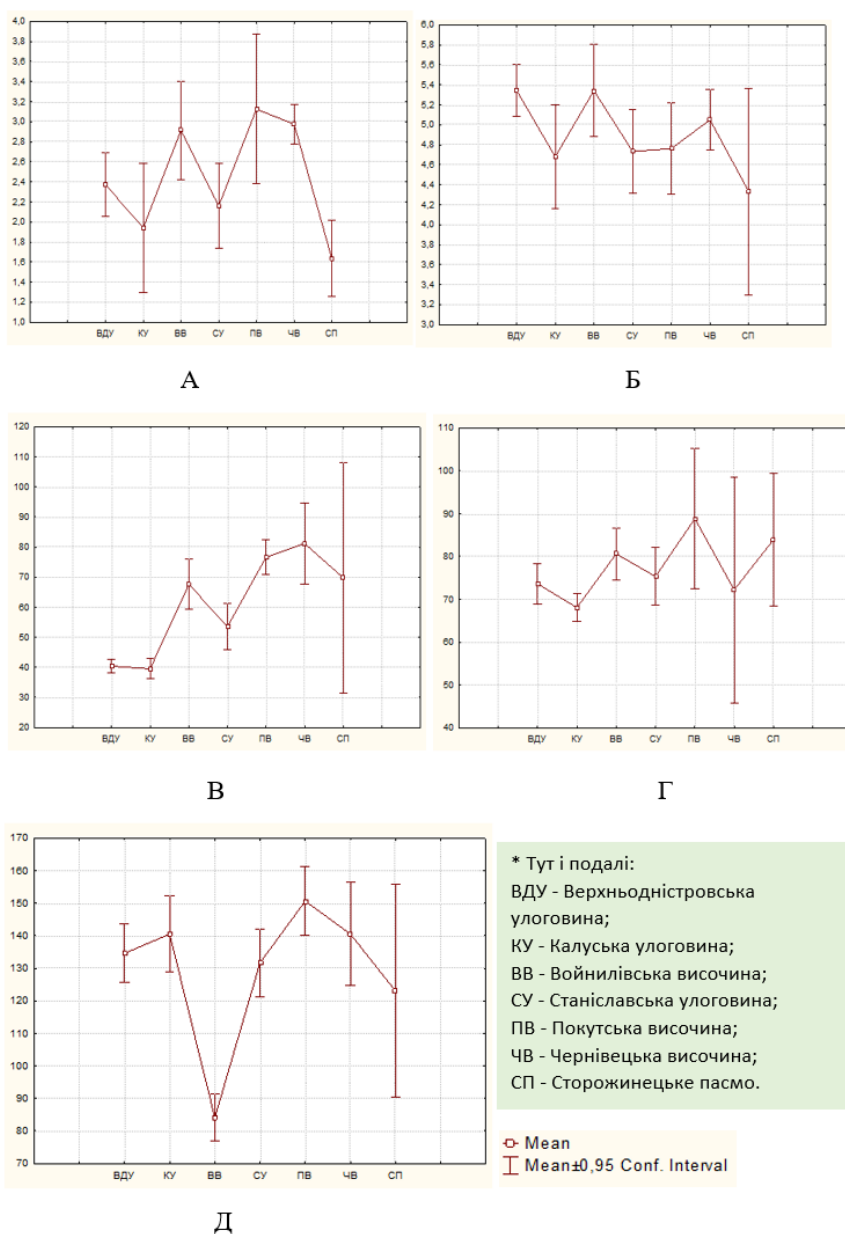 4,0
3,8
3,6
3,4
3,2
3,0
2,8
2,6
2,4
2,2
2,0
1,8
1,6
1,4
1,2
1,0
ВДУ КУ ВВ СУ ПВ ЧВ СП
А
6,0
5,8
5,6
5,4
5,2
5,0
4,8
4,6
4,4
4,2
4,0
3,8
3,6
3,4
3,2
3,0
ВДУ КУ ВВ СУ ПВ ЧВ СП
Б
120
110
100
90
80
70
60
50
40
30
20
ВДУ КУ ВВ СУ ПВ ЧВ СП
В
110
100
90
80
70
60
50
40
ВДУ КУ ВВ СУ ПВ ЧВ СП
Г
170
160
150
140
130
120
110
100
90
80
70
ВДУ КУ ВВ СУ ПВ ЧВ СП
Д
* Тут і подалі:
ВДУ - Верхньодністровська
улоговина;
КУ - Калуська улоговина;
ВВ - Войнилівська височина;
СУ - Станіславська улоговина;
ПВ - Покутська височина;
ЧВ - Чернівецька височина;
СП - Сторожинецьке пасмо.
Mean
Mean±0,95 Conf. Interval